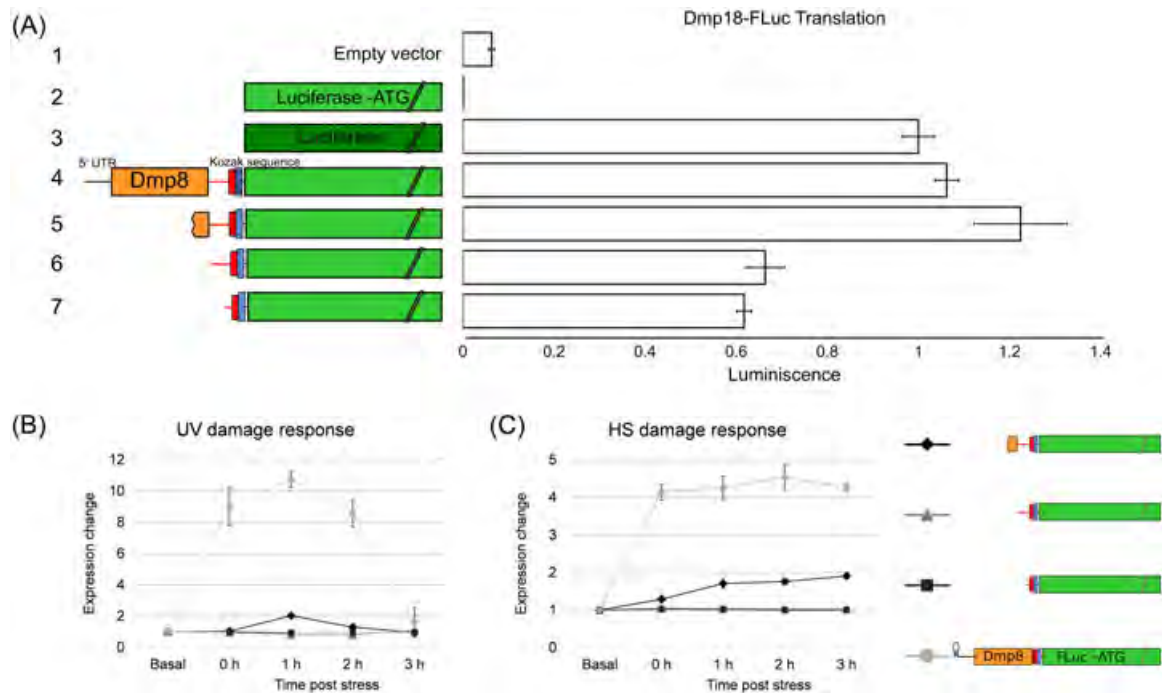 (A)
Dmp18-FLuc Translation
1
Empty vector
2
Luciferase -ATG
3
Luciferase
5' UTR
Kozak sequence
4
Dmp8
5
6
7
0
0.2
0.4
0.6
0.8
1
1.2
1.4
Luminiscence
(B)
UV damage response
12
10
8
6
4
2
0
Expression change
Basal
0 h
1 h
2 h
3 h
Time post stress
(C)
HS damage response
5
4
3
2
1
0
Expression change
Basal
0 h
1 h
2 h
3 h
Time post stress
Dmp8
FLuc -ATG